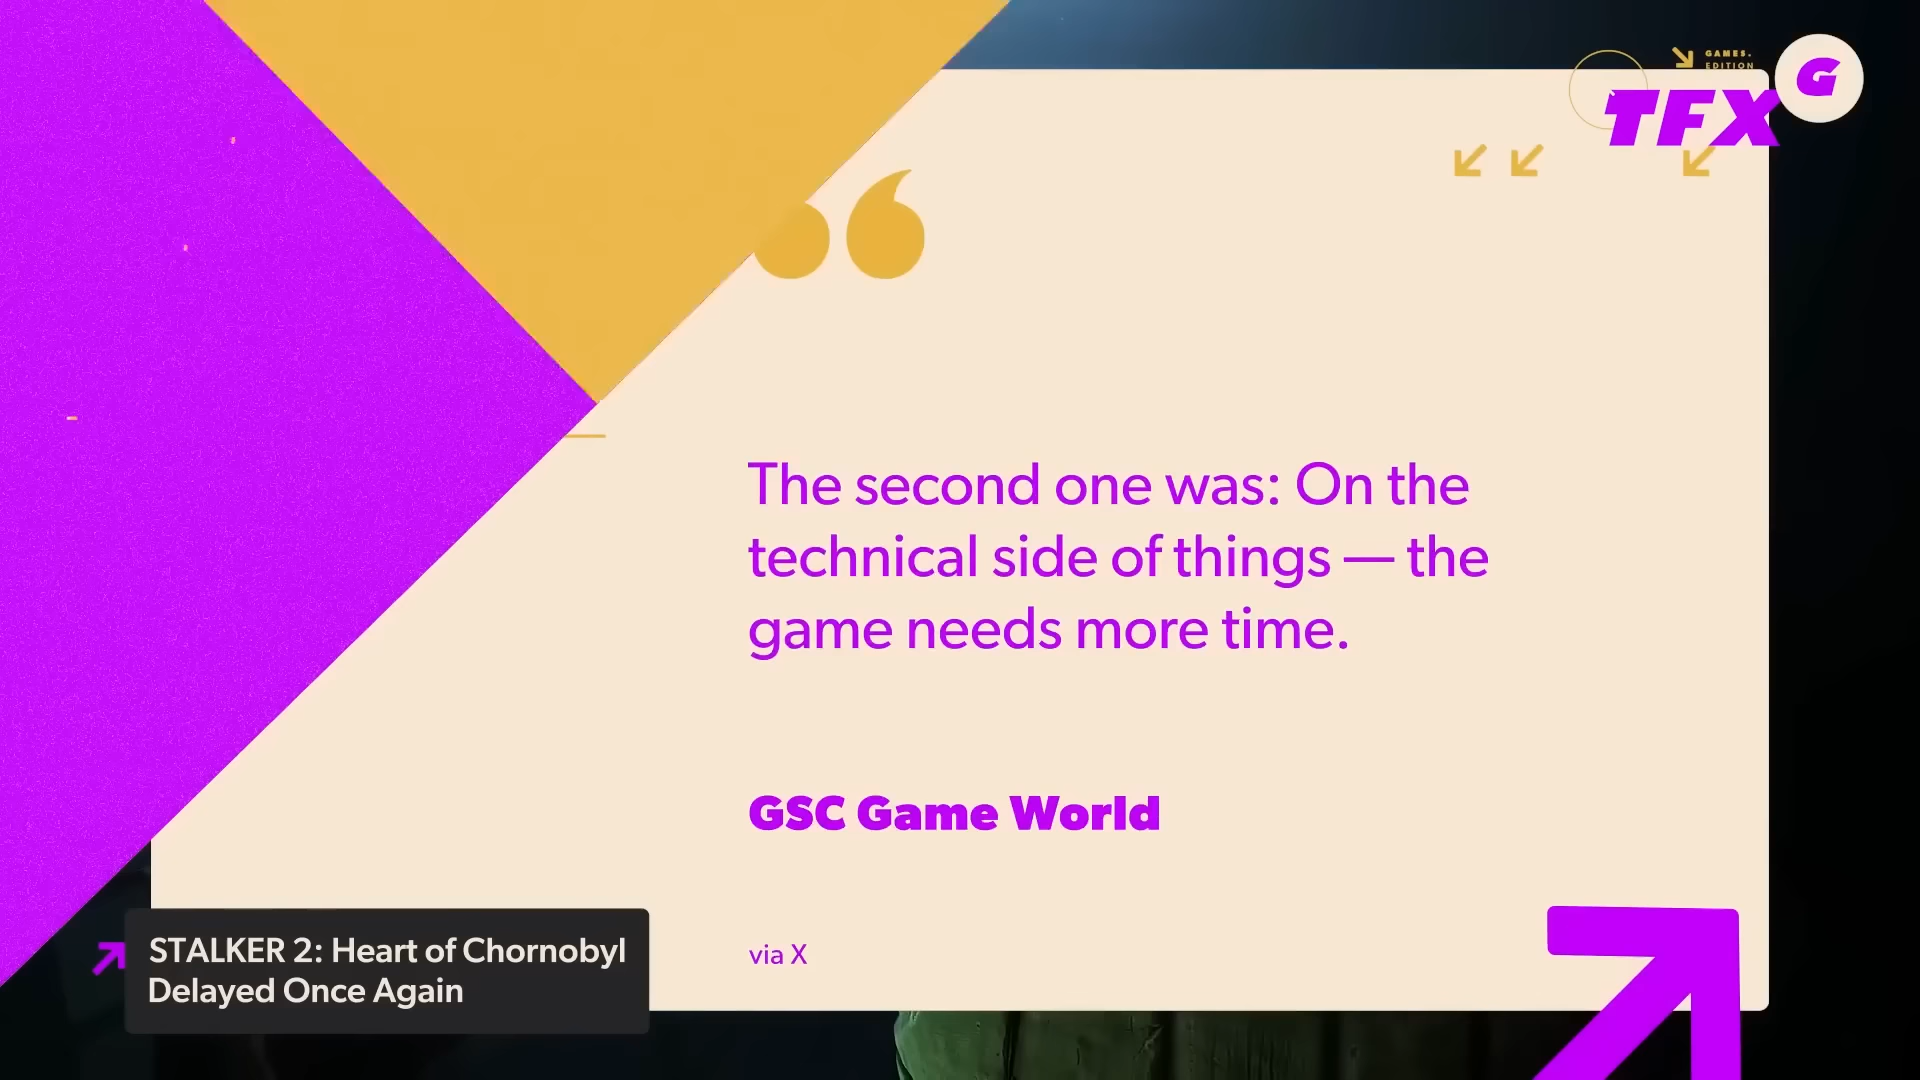 GAMES.
EDITION
G
TFX
The second one was: On the
technical side of things — the
game needs more time.
GSC Game World
via X
STALKER 2: Heart of Chornobyl
Delayed Once Again